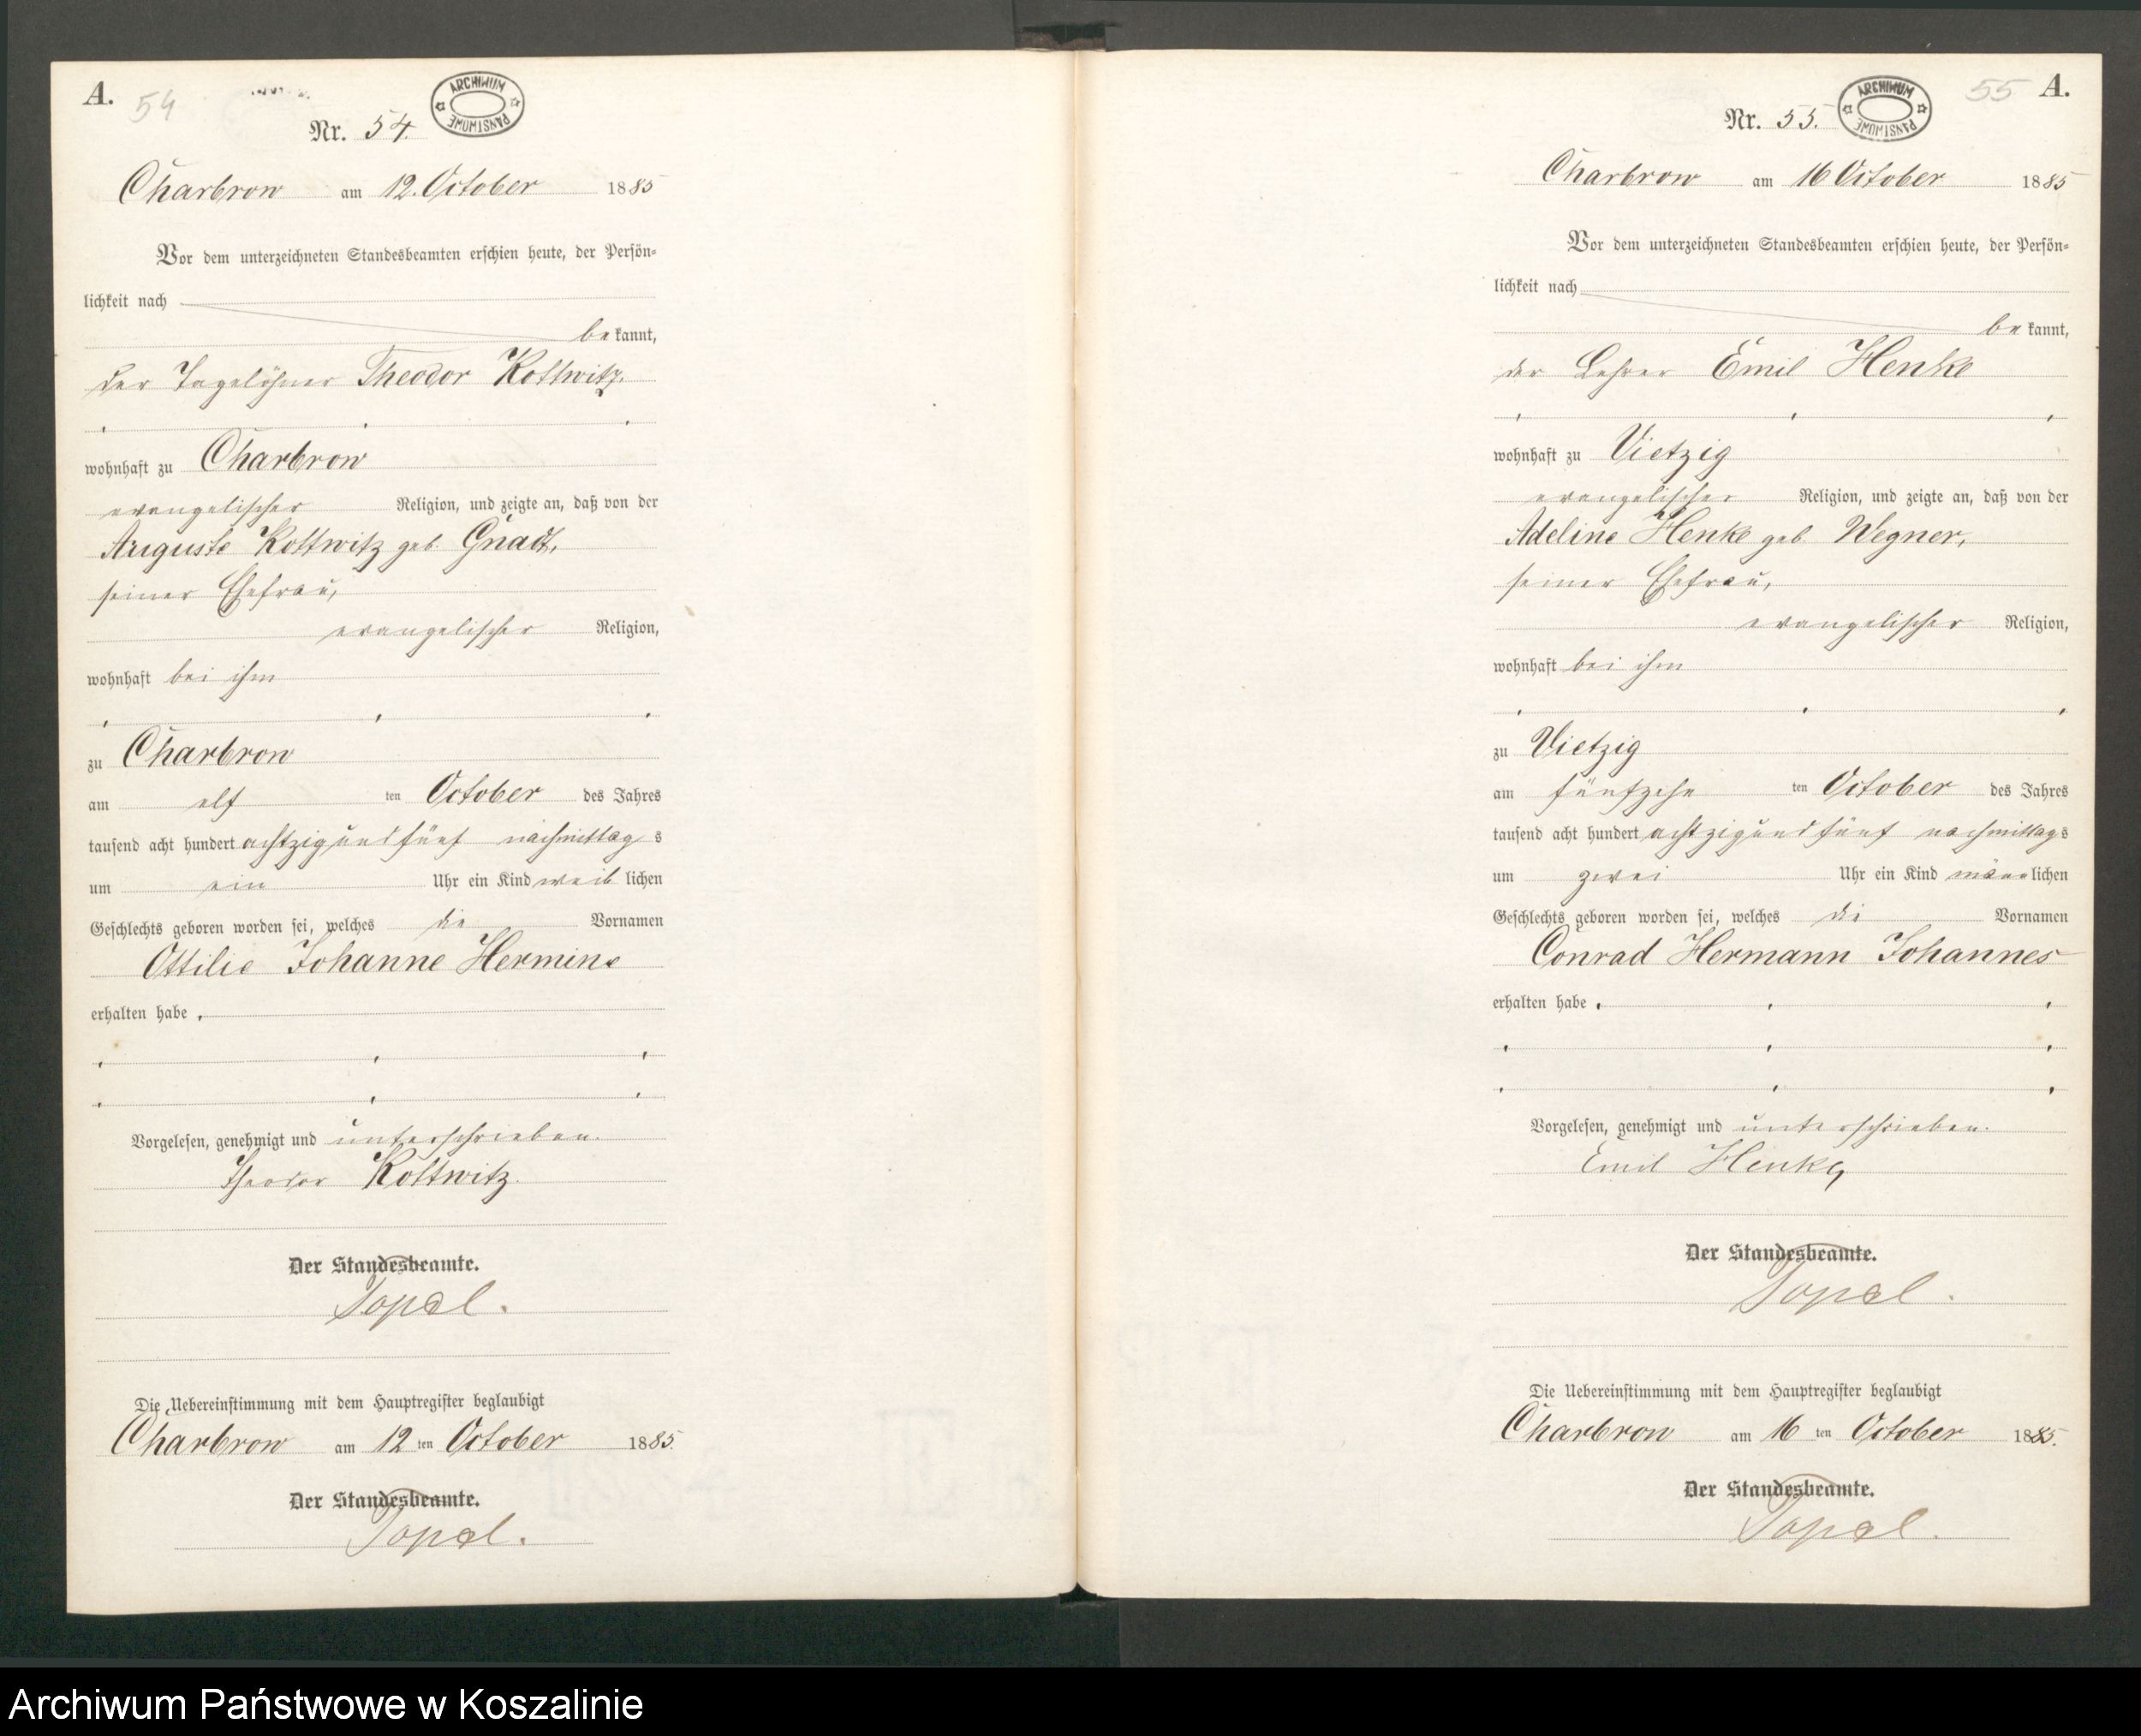 A.
54
ARCHIWUM PAŃSTWOWE
Nr. 54.
Charbrow am 12. October 1885
Vor dem unterzeichneten Standesbeamten erschien heute, der Persön=
lichkeit nach
bekannt,
der Tagelöhner Theodor Kottwitz.
wohnhaft zu Charbrow
evangelischer Religion, und zeigte an, daß von der
Auguste Kottwitz geb. Gnadt,
seiner Ehefrau,
evangelischer Religion,
wohnhaft bei ihm
zu Charbrow
am elf ten October des Jahres
tausend acht hundert achtzigundfünf nachmittags
um ein Uhr ein Kind weiblichen
Geschlechts geboren worden sei, welches die Vornamen
Ottilie Johanne Hermine
erhalten habe.
Vorgelesen, genehmigt und unterschrieben.
Theodor Kottwitz.
Der Standesbeamte.
Topel.
Die Uebereinstimmung mit dem Hauptregister beglaubigt
Charbrow am 12 ten October 1885.
Der Standesbeamte.
Topel.
55 A.
ARCHIWUM PAŃSTWOWE
Nr. 55.
Charbrow am 16 October 1885
Vor dem unterzeichneten Standesbeamten erschien heute, der Persön=
lichkeit nach
bekannt,
der Lehrer Emil Henke
wohnhaft zu Vietzig
evangelischer Religion, und zeigte an, daß von der
Adeline Henke geb. Wegner,
seiner Ehefrau,
evangelischer Religion,
wohnhaft bei ihm
zu Vietzig
am fünfzehn ten October des Jahres
tausend acht hundert achtzigundfünf nachmittags
um zwei Uhr ein Kind männlichen
Geschlechts geboren worden sei, welches die Vornamen
Conrad Hermann Johannes
erhalten habe.
Vorgelesen, genehmigt und unterschrieben.
Emil Henke,
Der Standesbeamte.
Topel.
Die Uebereinstimmung mit dem Hauptregister beglaubigt
Charbrow am 16 ten October 1885.
Der Standesbeamte.
Topel.
Archiwum Państwowe w Koszalinie